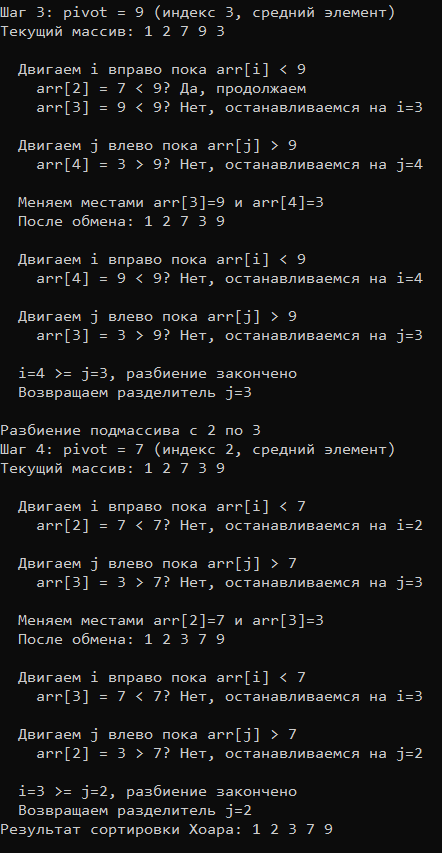 Шаг 3: pivot = 9 (индекс 3, средний элемент)
Текущий массив: 1 2 7 9 3
Двигаем i вправо пока arr[i] < 9
arr[2] = 7 < 9? Да, продолжаем
arr[3] = 9 < 9? Нет, останавливаемся на i=3
Двигаем j влево пока arr[j] > 9
arr[4] = 3 > 9? Нет, останавливаемся на j=4
Меняем местами arr[3]=9 и arr[4]=3
После обмена: 1 2 7 3 9
Двигаем i вправо пока arr[i] < 9
arr[4] = 9 < 9? Нет, останавливаемся на i=4
Двигаем j влево пока arr[j] > 9
arr[3] = 3 > 9? Нет, останавливаемся на j=3
i=4 >= j=3, разбиение закончено
Возвращаем разделитель j=3
Разбиение подмассива с 2 по 3
Шаг 4: pivot = 7 (индекс 2, средний элемент)
Текущий массив: 1 2 7 3 9
Двигаем i вправо пока arr[i] < 7
arr[2] = 7 < 7? Нет, останавливаемся на i=2
Двигаем j влево пока arr[j] > 7
arr[3] = 3 > 7? Нет, останавливаемся на j=3
Меняем местами arr[2]=7 и arr[3]=3
После обмена: 1 2 3 7 9
Двигаем i вправо пока arr[i] < 7
arr[3] = 7 < 7? Нет, останавливаемся на i=3
Двигаем j влево пока arr[j] > 7
arr[2] = 3 > 7? Нет, останавливаемся на j=2
i=3 >= j=2, разбиение закончено
Возвращаем разделитель j=2
Результат сортировки Хоара: 1 2 3 7 9